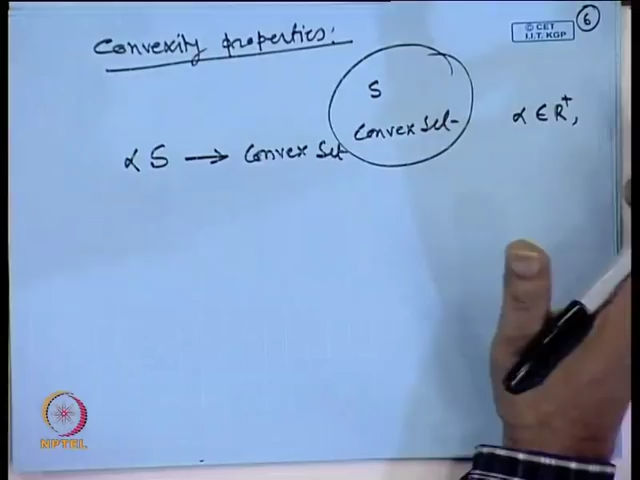 Convexity properties:
© CET
I.I.T. KGP
6
S
Convex Set
α ∈ R⁺,
α S → Convex Set
NPTEL